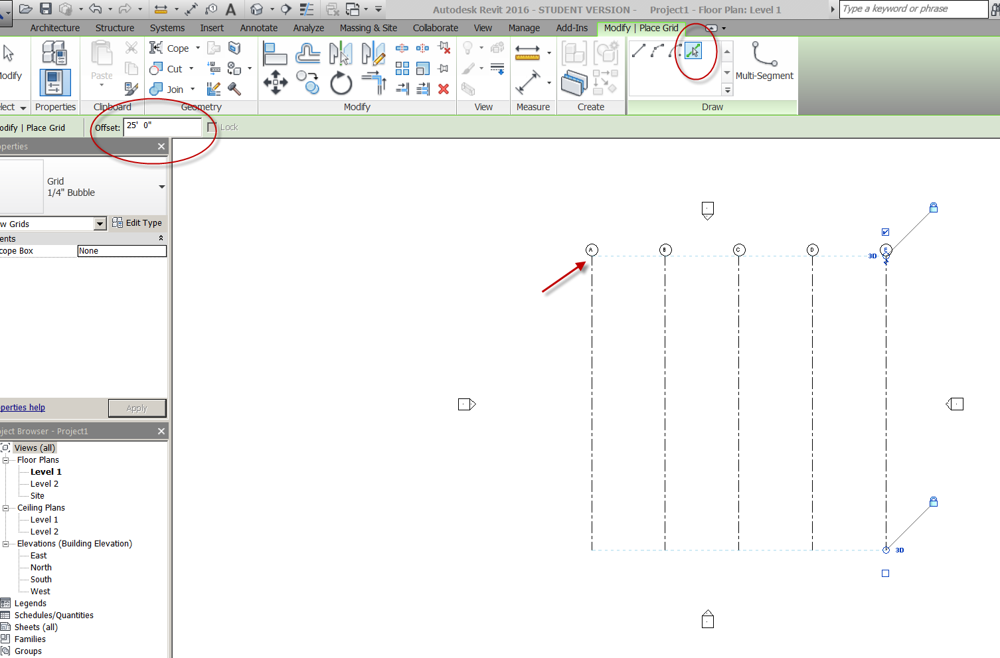 Autodesk Revit 2016 - STUDENT VERSION -     Project1 - Floor Plan: Level 1
Type a keyword or phrase
Architecture Structure Systems Insert Annotate Analyze Massing & Site Collaborate View Manage Add-Ins Modify | Place Grid
Modify
Paste
Cope
Cut
Join
Multi-Segment
lect Properties Clipboard Geometry Modify View Measure Create Draw
odify | Place Grid Offset: 25' 0" Lock
operties
Grid
1/4" Bubble
w Grids Edit Type
ents
cope Box None
A B C D E
3D
3D
operties help Apply
oject Browser - Project1
Views (all)
Floor Plans
Level 1
Level 2
Site
Ceiling Plans
Level 1
Level 2
Elevations (Building Elevation)
East
North
South
West
Legends
Schedules/Quantities
Sheets (all)
Families
Groups